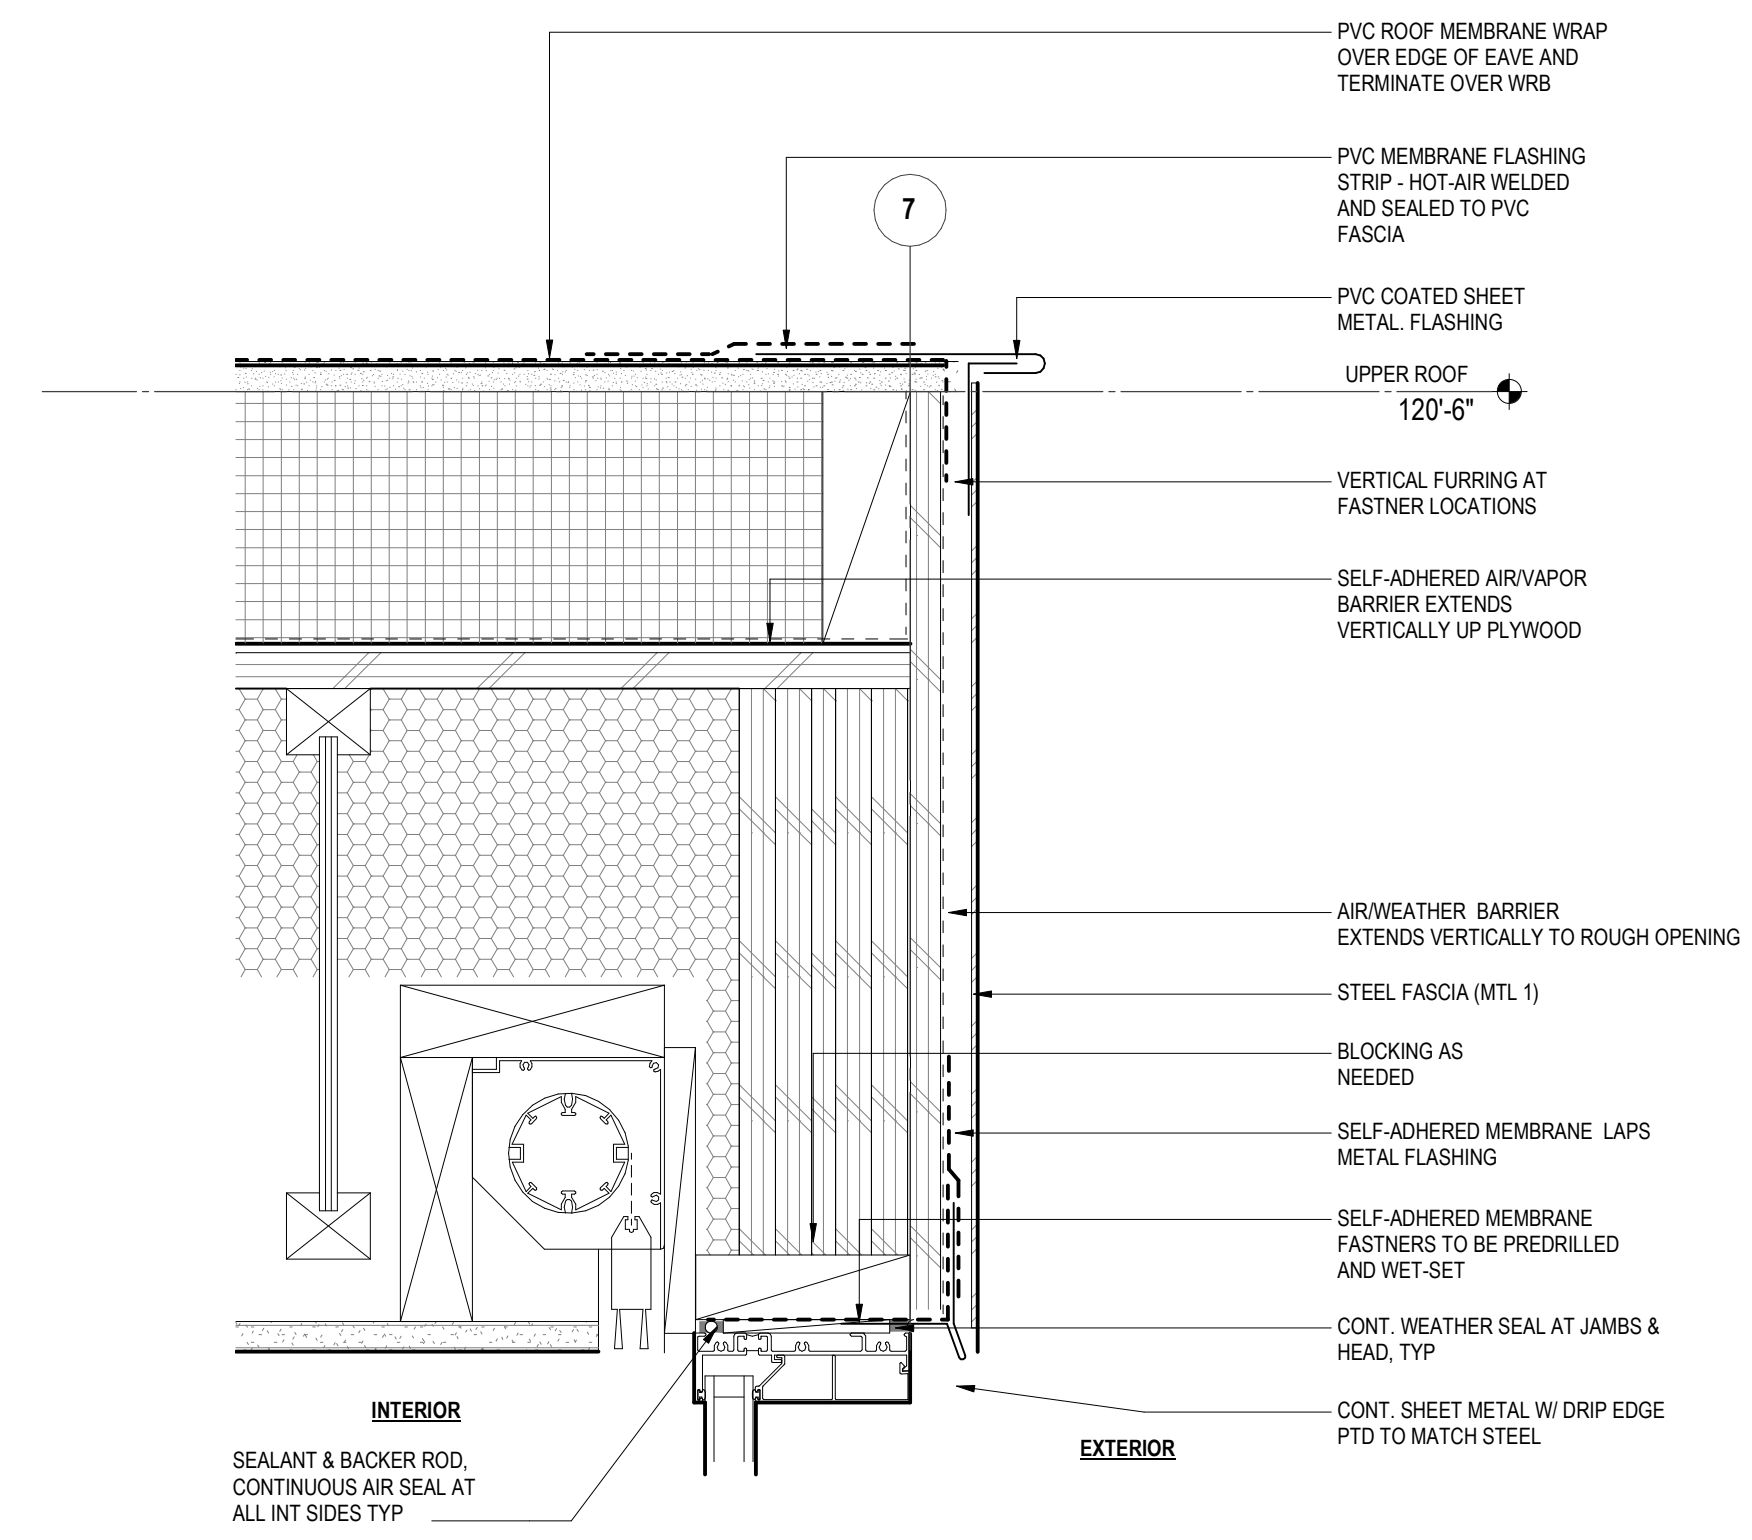 PVC ROOF MEMBRANE WRAP
OVER EDGE OF EAVE AND
TERMINATE OVER WRB
PVC MEMBRANE FLASHING
STRIP - HOT-AIR WELDED
AND SEALED TO PVC
FASCIA
7
PVC COATED SHEET
METAL. FLASHING
UPPER ROOF
120'-6"
VERTICAL FURRING AT
FASTNER LOCATIONS
SELF-ADHERED AIR/VAPOR
BARRIER EXTENDS
VERTICALLY UP PLYWOOD
AIR/WEATHER BARRIER
EXTENDS VERTICALLY TO ROUGH OPENING
STEEL FASCIA (MTL 1)
BLOCKING AS
NEEDED
SELF-ADHERED MEMBRANE LAPS
METAL FLASHING
SELF-ADHERED MEMBRANE
FASTNERS TO BE PREDRILLED
AND WET-SET
CONT. WEATHER SEAL AT JAMBS &
HEAD, TYP
CONT. SHEET METAL W/ DRIP EDGE
PTD TO MATCH STEEL
INTERIOR
EXTERIOR
SEALANT & BACKER ROD,
CONTINUOUS AIR SEAL AT
ALL INT SIDES TYP